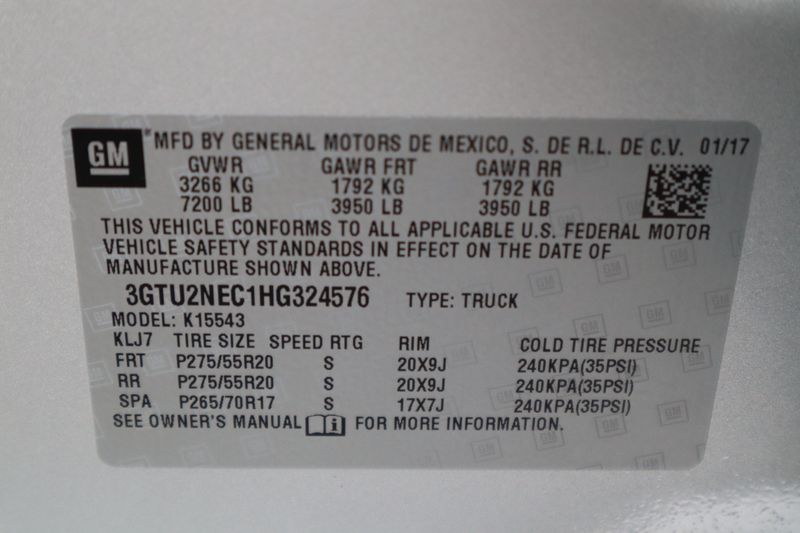 GM
MFD BY GENERAL MOTORS DE MEXICO, S. DE R.L. DE C.V. 01/17
GVWR GAWR FRT GAWR RR
3266 KG 1792 KG 1792 KG
7200 LB 3950 LB 3950 LB
THIS VEHICLE CONFORMS TO ALL APPLICABLE U.S. FEDERAL MOTOR
VEHICLE SAFETY STANDARDS IN EFFECT ON THE DATE OF
MANUFACTURE SHOWN ABOVE.
3GTU2NEC1HG324576 TYPE: TRUCK
MODEL: K15543
KLJ7 TIRE SIZE SPEED RTG RIM COLD TIRE PRESSURE
FRT P275/55R20 S 20X9J 240KPA(35PSI)
RR P275/55R20 S 20X9J 240KPA(35PSI)
SPA P265/70R17 S 17X7J 240KPA(35PSI)
SEE OWNER'S MANUAL i FOR MORE INFORMATION.